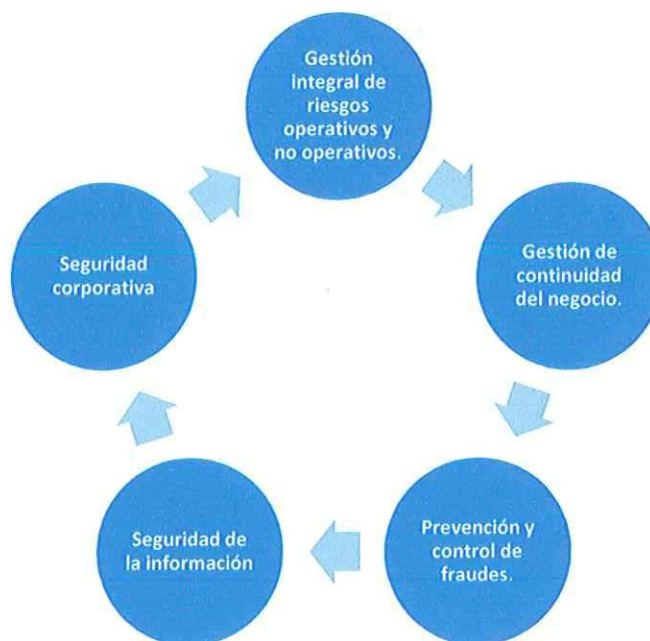 Gestión
integral de
riesgos
operativos y
no operativos.
Gestión de
continuidad
del negocio.
Prevención y
control de
fraudes.
Seguridad de
la información
Seguridad
corporativa